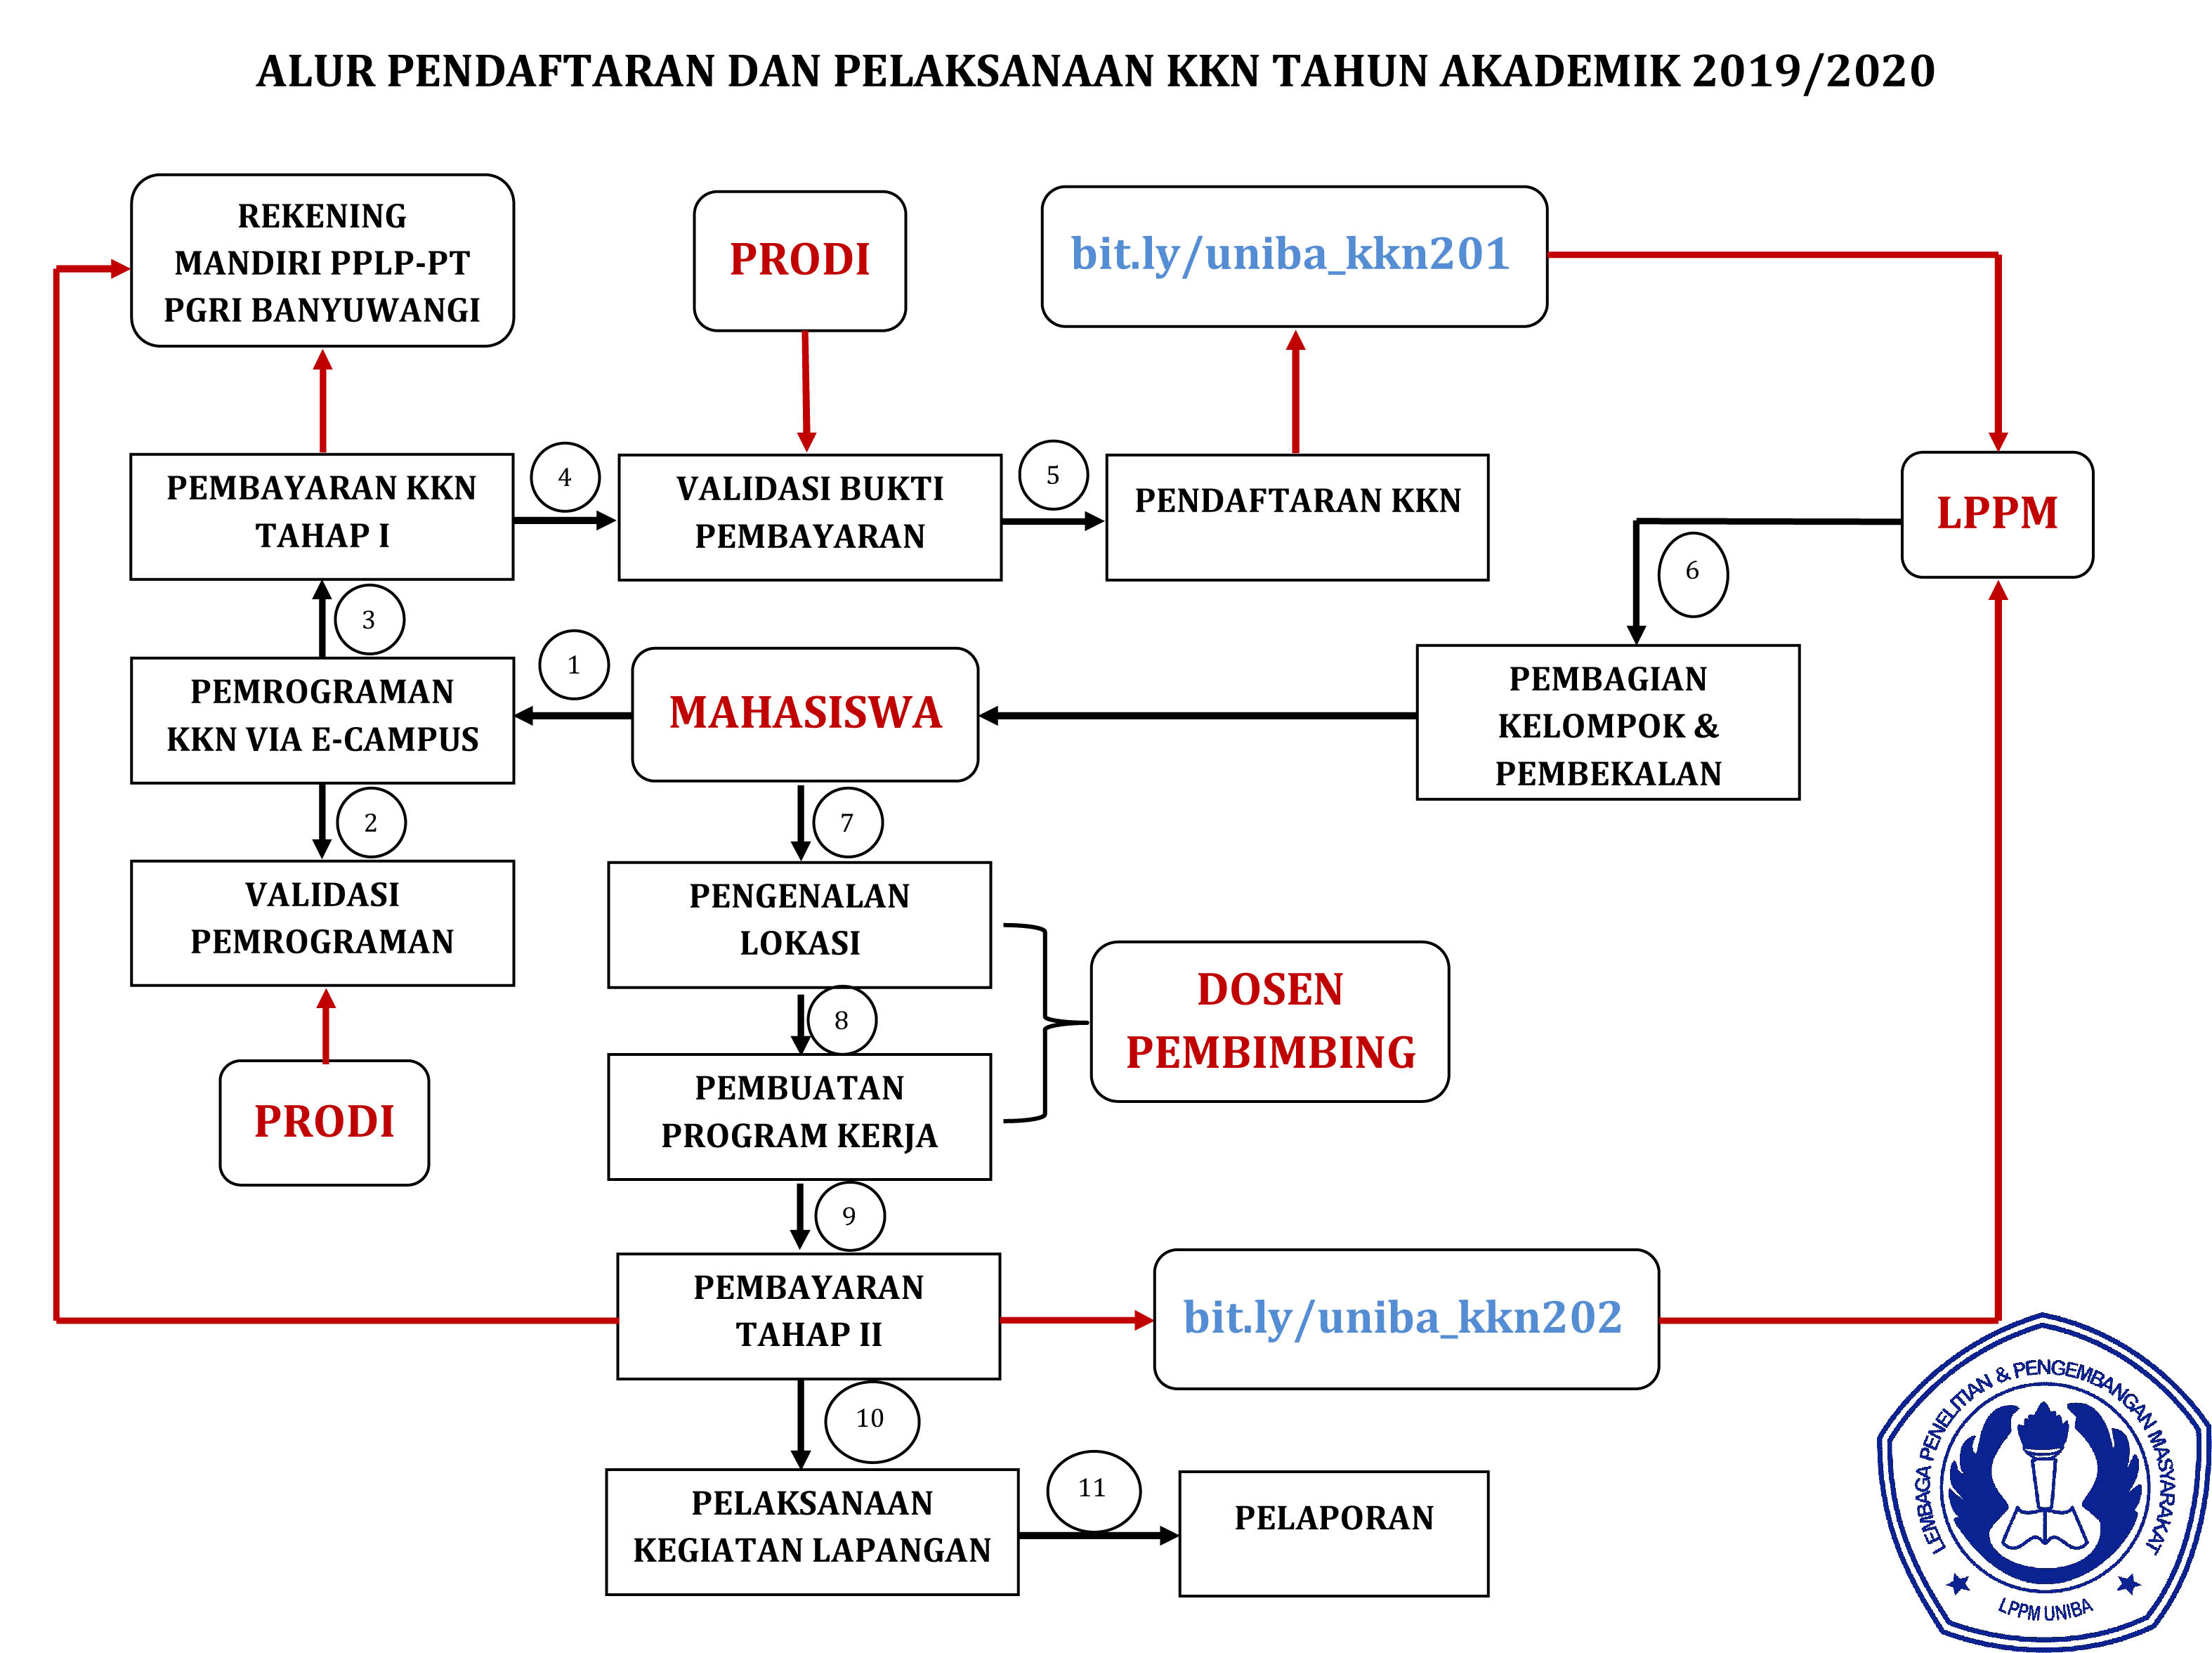 ALUR PENDAFTARAN DAN PELAKSANAAN KKN TAHUN AKADEMIK 2019/2020
REKENING
MANDIRI PPLP-PT
PGRI BANYUWANGI
PRODI
bit.ly/uniba_kkn201
PEMBAYARAN KKN
TAHAP I
4
VALIDASI BUKTI
PEMBAYARAN
5
PENDAFTARAN KKN
LPPM
6
3
PEMROGRAMAN
KKN VIA E-CAMPUS
1
MAHASISWA
PEMBAGIAN
KELOMPOK &
PEMBEKALAN
2
7
VALIDASI
PEMROGRAMAN
PENGENALAN
LOKASI
8
DOSEN
PEMBIMBING
PRODI
PEMBUATAN
PROGRAM KERJA
9
PEMBAYARAN
TAHAP II
bit.ly/uniba_kkn202
10
PELAKSANAAN
KEGIATAN LAPANGAN
11
PELAPORAN
LEMBAGA PENELITIAN & PENGEMBANGAN MASYARAKAT
LPPM UNIBA